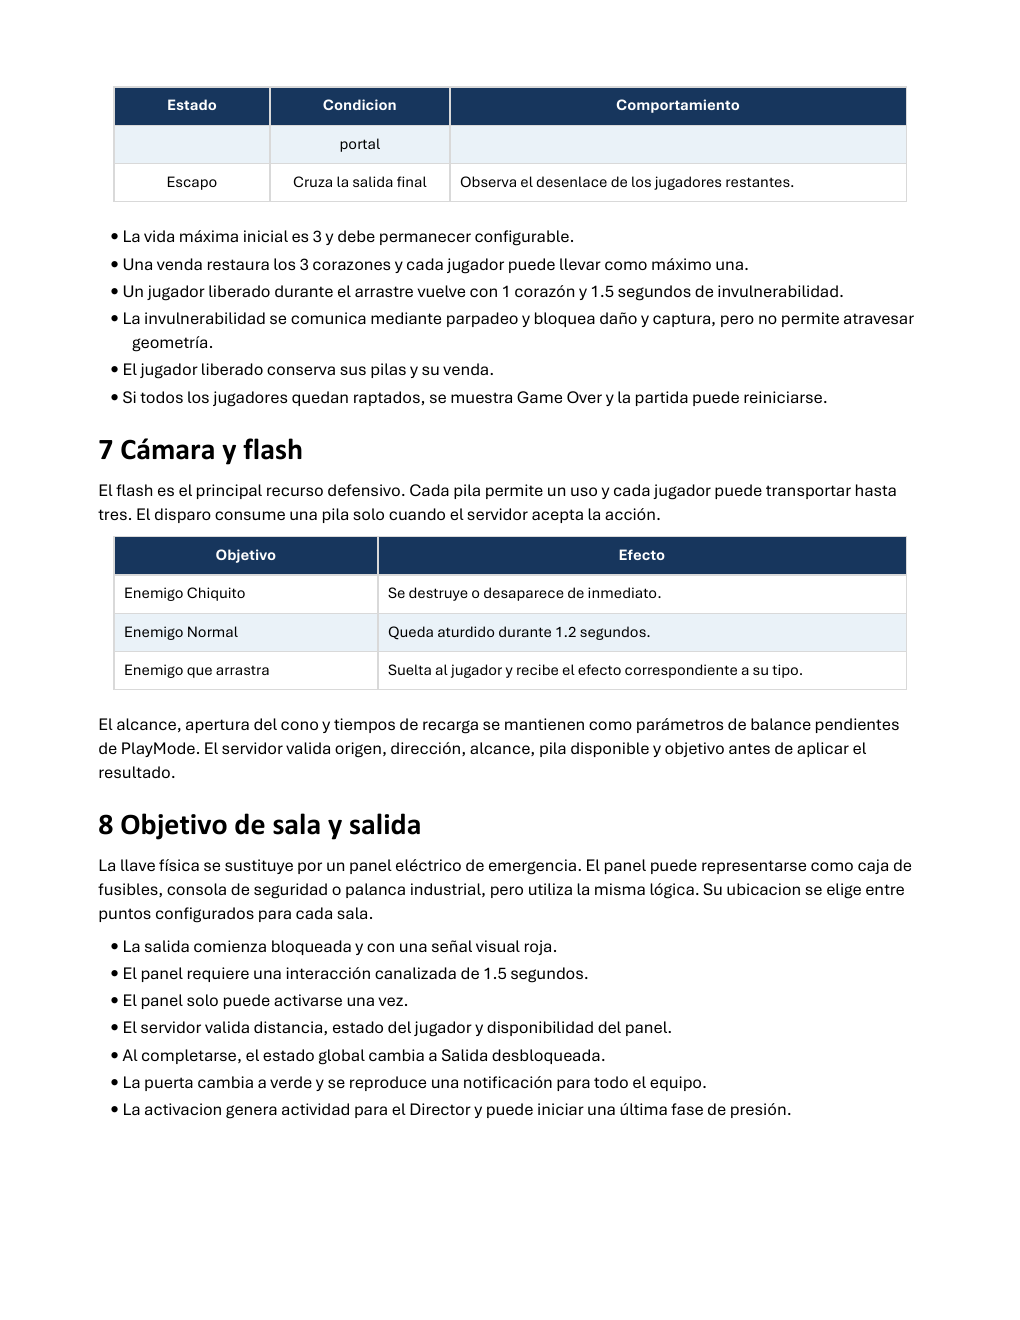 Estado Condicion Comportamiento
portal
Escapo Cruza la salida final Observa el desenlace de los jugadores restantes.
• La vida máxima inicial es 3 y debe permanecer configurable.
• Una venda restaura los 3 corazones y cada jugador puede llevar como máximo una.
• Un jugador liberado durante el arrastre vuelve con 1 corazón y 1.5 segundos de invulnerabilidad.
• La invulnerabilidad se comunica mediante parpadeo y bloquea daño y captura, pero no permite atravesar
geometría.
• El jugador liberado conserva sus pilas y su venda.
• Si todos los jugadores quedan raptados, se muestra Game Over y la partida puede reiniciarse.
7 Cámara y flash
El flash es el principal recurso defensivo. Cada pila permite un uso y cada jugador puede transportar hasta
tres. El disparo consume una pila solo cuando el servidor acepta la acción.
Objetivo Efecto
Enemigo Chiquito Se destruye o desaparece de inmediato.
Enemigo Normal Queda aturdido durante 1.2 segundos.
Enemigo que arrastra Suelta al jugador y recibe el efecto correspondiente a su tipo.
El alcance, apertura del cono y tiempos de recarga se mantienen como parámetros de balance pendientes
de PlayMode. El servidor valida origen, dirección, alcance, pila disponible y objetivo antes de aplicar el
resultado.
8 Objetivo de sala y salida
La llave física se sustituye por un panel eléctrico de emergencia. El panel puede representarse como caja de
fusibles, consola de seguridad o palanca industrial, pero utiliza la misma lógica. Su ubicacion se elige entre
puntos configurados para cada sala.
• La salida comienza bloqueada y con una señal visual roja.
• El panel requiere una interacción canalizada de 1.5 segundos.
• El panel solo puede activarse una vez.
• El servidor valida distancia, estado del jugador y disponibilidad del panel.
• Al completarse, el estado global cambia a Salida desbloqueada.
• La puerta cambia a verde y se reproduce una notificación para todo el equipo.
• La activacion genera actividad para el Director y puede iniciar una última fase de presión.